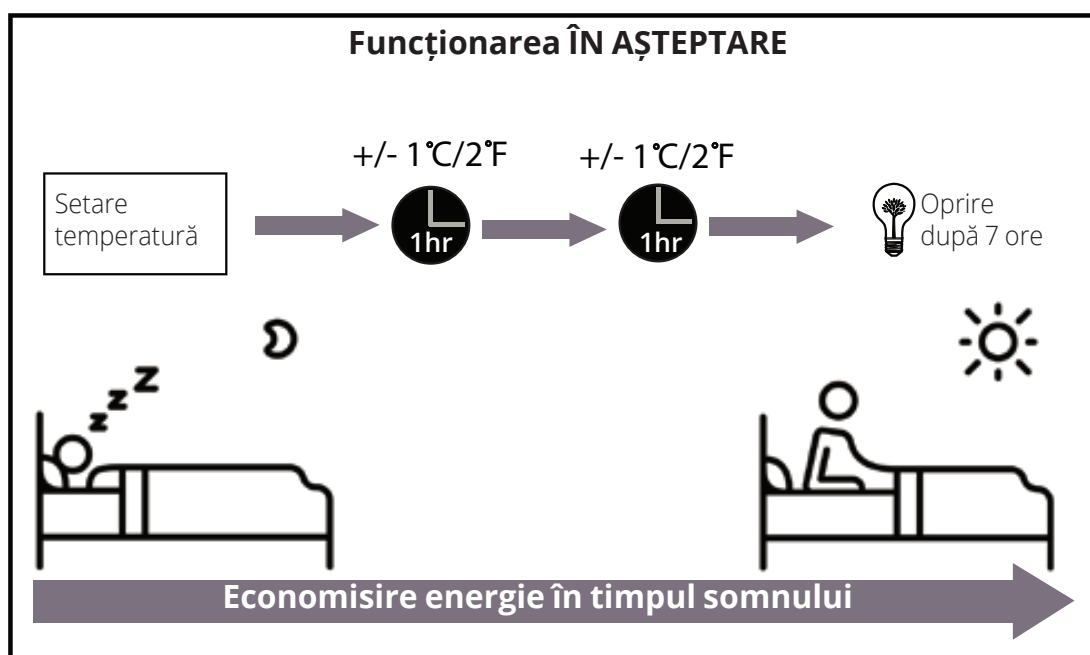 Funcționarea ÎN AȘTEPTARE
+/- 1°C/2°F
+/- 1°C/2°F
Setare
temperatură
1hr
1hr
Oprire
după 7 ore
z z Z
Economisire energie în timpul somnului